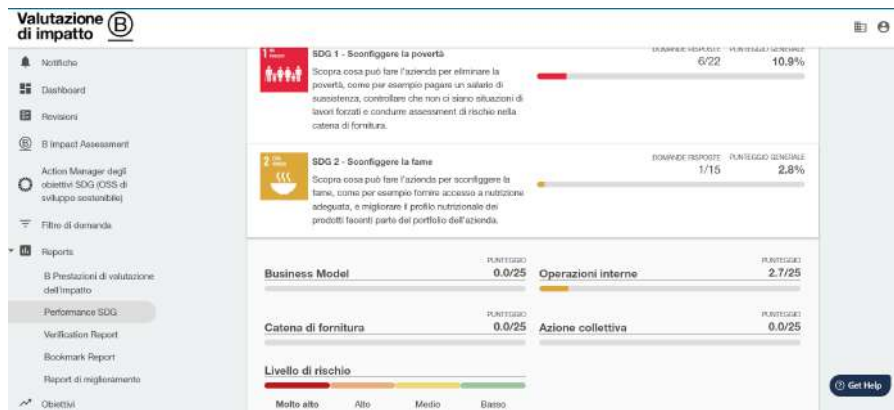 Valutazione
di impatto B
Notifiche
Dashboard
Revisioni
B Impact Assessment
Action Manager degli
obiettivi SDG (OSS di
sviluppo sostenibile)
Filtro di domanda
Reports
B Prestazioni di valutazione
dell'impatto
Performance SDG
Verification Report
Bookmark Report
Report di miglioramento
Obiettivi
1
SDG 1 - Sconfiggere la povertà
Scopra cosa può fare l'azienda per eliminare la
povertà, come per esempio pagare un salario di
sussistenza, controllare che non ci siano situazioni di
lavori forzati e condurre assessment di rischio nella
catena di fornitura.
DOMANDE RISPOSTE PUNTEGGIO GENERALE
6/22 10.9%
2
SDG 2 - Sconfiggere la fame
Scopra cosa può fare l'azienda per sconfiggere la
fame, come per esempio fornire accesso a nutrizione
adeguata, e migliorare il profilo nutrizionale dei
prodotti facenti parte del portfolio dell'azienda.
DOMANDE RISPOSTE PUNTEGGIO GENERALE
1/15 2.8%
PUNTEGGIO
Business Model 0.0/25
PUNTEGGIO
Operazioni interne 2.7/25
PUNTEGGIO
Catena di fornitura 0.0/25
PUNTEGGIO
Azione collettiva 0.0/25
Livello di rischio
Molto alto Alto Medio Basso
Get Help